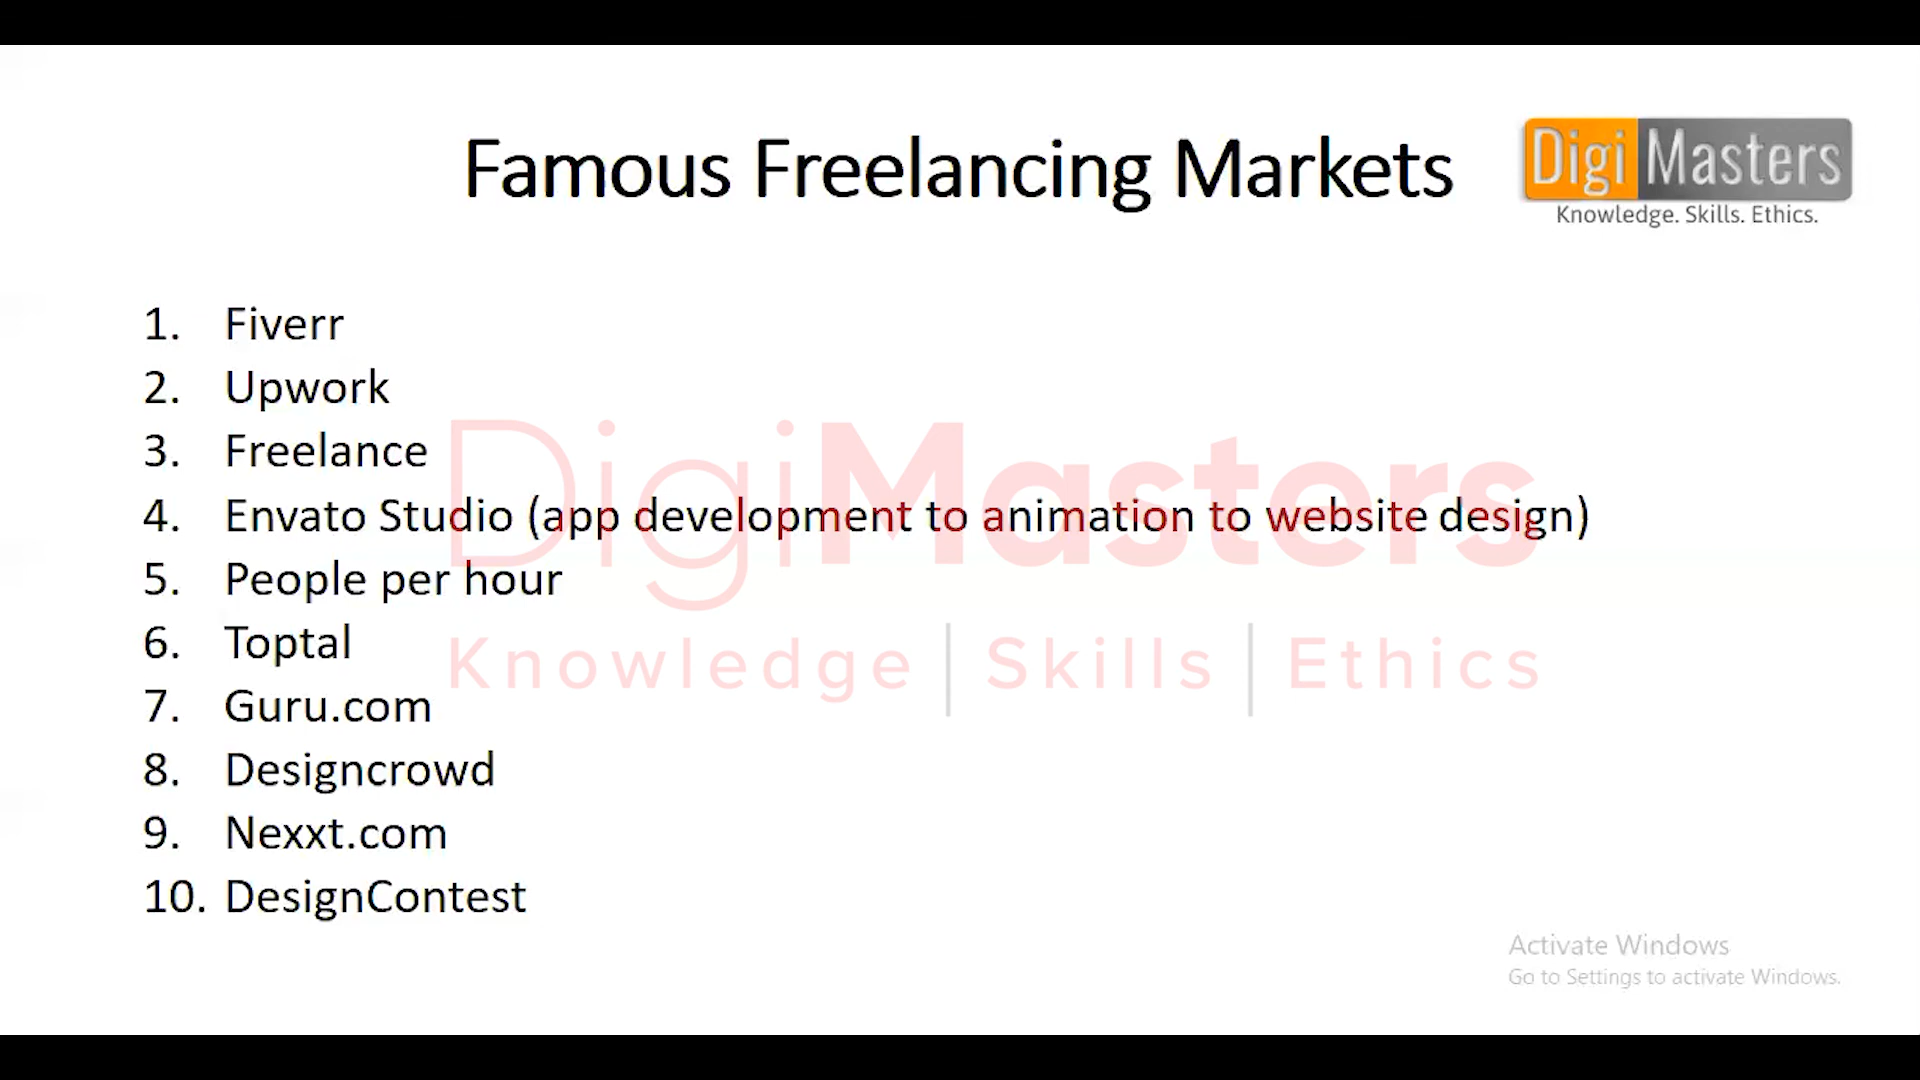 Famous Freelancing Markets
Digi Masters
Knowledge. Skills. Ethics.
1. Fiverr
2. Upwork
3. Freelance
4. Envato Studio (app development to animation to website design)
5. People per hour
6. Toptal
7. Guru.com
8. Designcrowd
9. Nexxt.com
10. DesignContest
DigiMasters
Knowledge | Skills | Ethics
Activate Windows
Go to Settings to activate Windows.